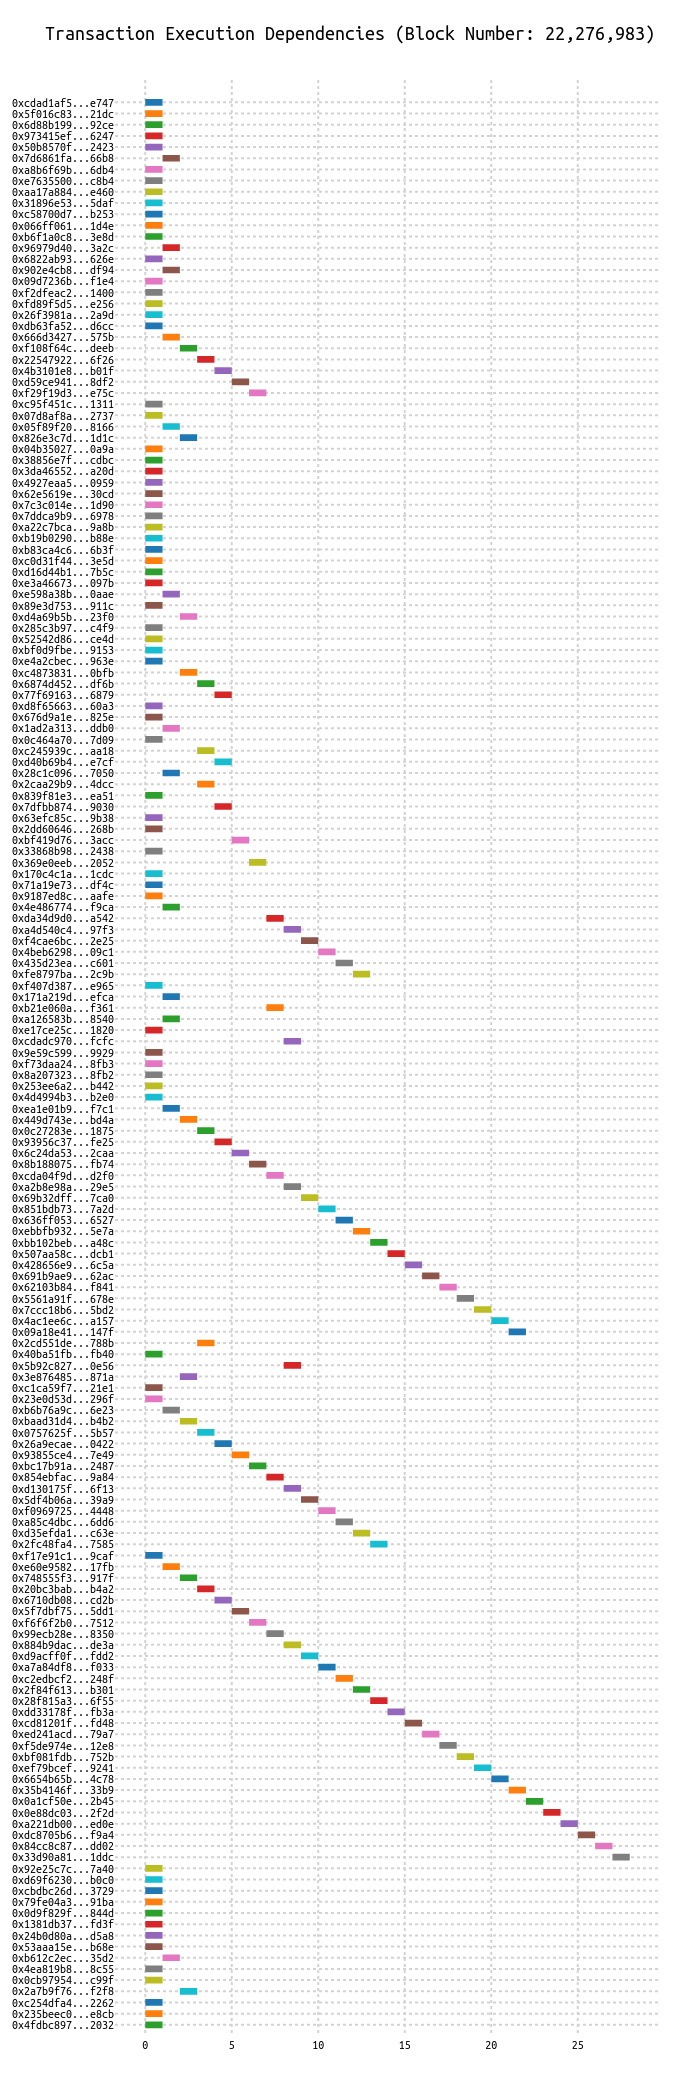 Transaction Execution Dependencies (Block Number: 22,276,983)
0xcdad1af5...e747
0x5f016c83...21dc
0x6d88b199...92ce
0x973415ef...6247
0x50b8570f...2423
0x7d6861fa...66b8
0xa8b6f69b...6db4
0xe7635500...c8b4
0xaa17a884...e460
0x31896e53...5daf
0xc58700d7...b253
0x066ff061...1d4e
0xb6f1a0c8...3e8d
0x96979d40...3a2c
0x6822ab93...626e
0x902e4cb8...df94
0x09d7236b...f1e4
0xf2dfeac2...1400
0xfd89f5d5...e256
0x26f3981a...2a9d
0xdb63fa52...d6cc
0x666d3427...575b
0xf108f64c...deeb
0x22547922...6f26
0x4b3101e8...b01f
0xd59ce941...8df2
0xf29f19d3...e75c
0xc95f451c...1311
0x07d8af8a...2737
0x05f89f20...8166
0x826e3c7d...1d1c
0x04b35027...0a9a
0x38856e7f...cdbc
0x3da46552...a20d
0x4927eaa5...0959
0x62e5619e...30cd
0x7c3c014e...1d90
0x7ddca9b9...6978
0xa22c7bca...9a8b
0xb19b0290...b88e
0xb83ca4c6...6b3f
0xc0d31f44...3e5d
0xd16d44b1...7b5c
0xe3a46673...097b
0xe598a38b...0aae
0x89e3d753...911c
0xd4a69b5b...23f0
0x285c3b97...c4f9
0x52542d86...ce4d
0xbf0d9fbe...9153
0xe4a2cbec...963e
0xc4873831...0bfb
0x6874d452...df6b
0x77f69163...6879
0xd8f65663...60a3
0x676d9a1e...825e
0x1ad2a313...ddb0
0x0c464a70...7d09
0xc245939c...aa18
0xd40b69b4...e7cf
0x28c1c096...7050
0x2caa29b9...4dcc
0x839f81e3...ea51
0x7dfbb874...9030
0x63efc85c...9b38
0x2dd60646...268b
0xbf419d76...3acc
0x33868b98...2438
0x369e0eeb...2052
0x170c4c1a...1cdc
0x71a19e73...df4c
0x9187ed8c...aafe
0x4e486774...f9ca
0xda34d9d0...a542
0xa4d540c4...97f3
0xf4cae6bc...2e25
0x4beb6298...09c1
0x435d23ea...c601
0xfe8797ba...2c9b
0xf407d387...e965
0x171a219d...efca
0xb21e060a...f361
0xa126583b...8540
0xe17ce25c...1820
0xcdadc970...fcfc
0x9e59c599...9929
0xf73daa24...8fb3
0x8a207323...8fb2
0x253ee6a2...b442
0x4d4994b3...b2e0
0xea1e01b9...f7c1
0x449d743e...bd4a
0x0c27283e...1875
0x93956c37...fe25
0x6c24da53...2caa
0x8b188075...fb74
0xcda04f9d...d2f0
0xa2b8e98a...29e5
0x69b32dff...7ca0
0x851bdb73...7a2d
0x636ff053...6527
0xebbfb932...5e7a
0xbb102beb...a48c
0x507aa58c...dcb1
0x428656e9...6c5a
0x691b9ae9...62ac
0x62103b84...f841
0x5561a91f...678e
0x7ccc18b6...5bd2
0x4ac1ee6c...a157
0x09a18e41...147f
0x2cd551de...788b
0x40ba51fb...fb40
0x5b92c827...0e56
0x3e876485...871a
0xc1ca59f7...21e1
0x23e0d53d...296f
0xb6b76a9c...6e23
0xbaad31d4...b4b2
0x0757625f...5b57
0x26a9ecae...0422
0x93855ce4...7e49
0xbc17b91a...2487
0x854ebfac...9a84
0xd130175f...6f13
0x5df4b06a...39a9
0xf0969725...4448
0xa85c4dbc...6dd6
0xd35efda1...c63e
0x2fc48fa4...7585
0xf17e91c1...9caf
0xe60e9582...17fb
0x748555f3...917f
0x20bc3bab...b4a2
0x6710db08...cd2b
0x5f7dbf75...5dd1
0xf6f6f2b0...7512
0x99ecb28e...8350
0x884b9dac...de3a
0xd9acff0f...fdd2
0xa7a84df8...f033
0xc2edbcf2...248f
0x2f84f613...b301
0x28f815a3...6f55
0xdd33178f...fb3a
0xcd81201f...fd48
0xed241acd...79a7
0xf5de974e...12e8
0xbf081fdb...752b
0xef79bcef...9241
0x6654b65b...4c78
0x35b4146f...33b9
0x0a1cf50e...2b45
0x0e88dc03...2f2d
0xa221db00...ed0e
0xdc8705b6...f9a4
0x84cc8c87...dd02
0x33d90a81...1ddc
0x92e25c7c...7a40
0xd69f6230...b0c0
0xcbdbc26d...3729
0x79fe04a3...91ba
0x0d9f829f...844d
0x1381db37...fd3f
0x24b0d80a...d5a8
0x53aaa15e...b68e
0xb612c2ec...35d2
0x4ea819b8...8c55
0x0cb97954...c99f
0x2a7b9f76...f2f8
0xc254dfa4...2262
0x235beec0...e8cb
0x4fdbc897...2032
0 5 10 15 20 25